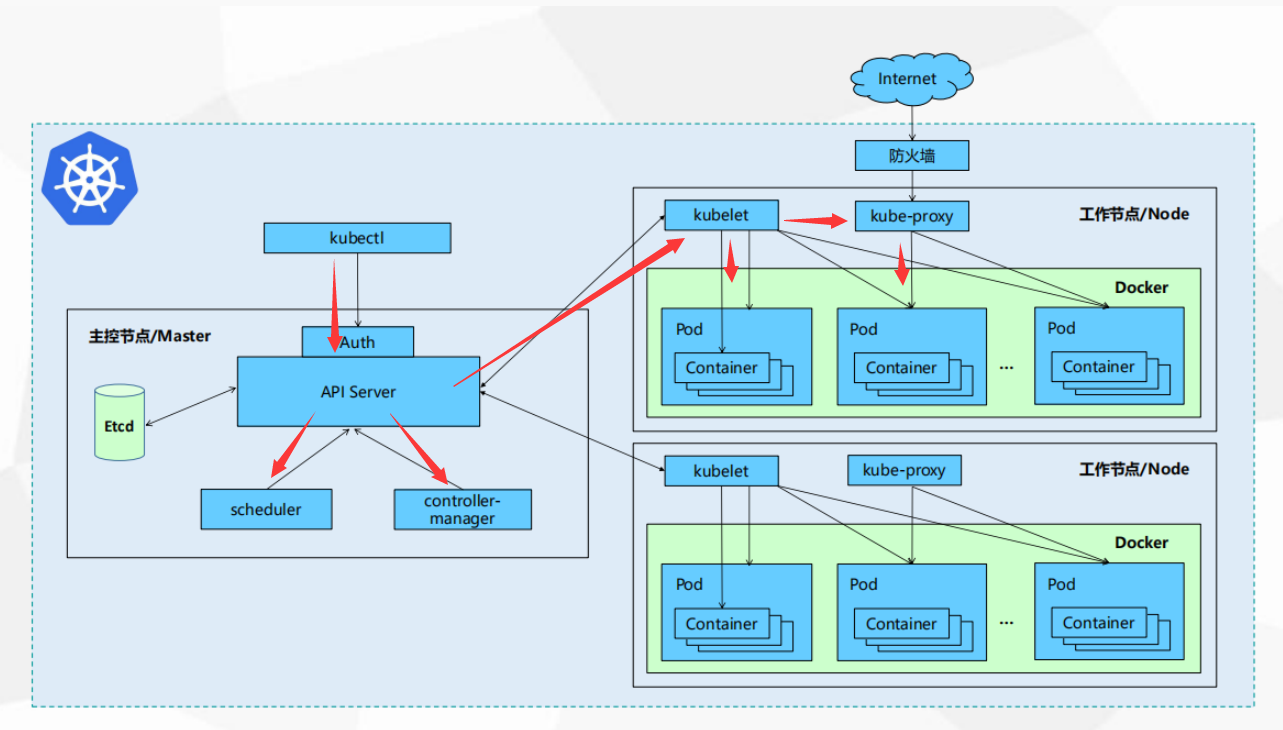 Internet
防火墙
kubelet
kube-proxy
工作节点/Node
kubectl
Docker
主控节点/Master
Auth
Pod
Pod
Pod
Container
Container
...
Container
API Server
Etcd
kubelet
kube-proxy
工作节点/Node
scheduler
controller-
manager
Docker
Pod
Pod
Pod
Container
Container
...
Container